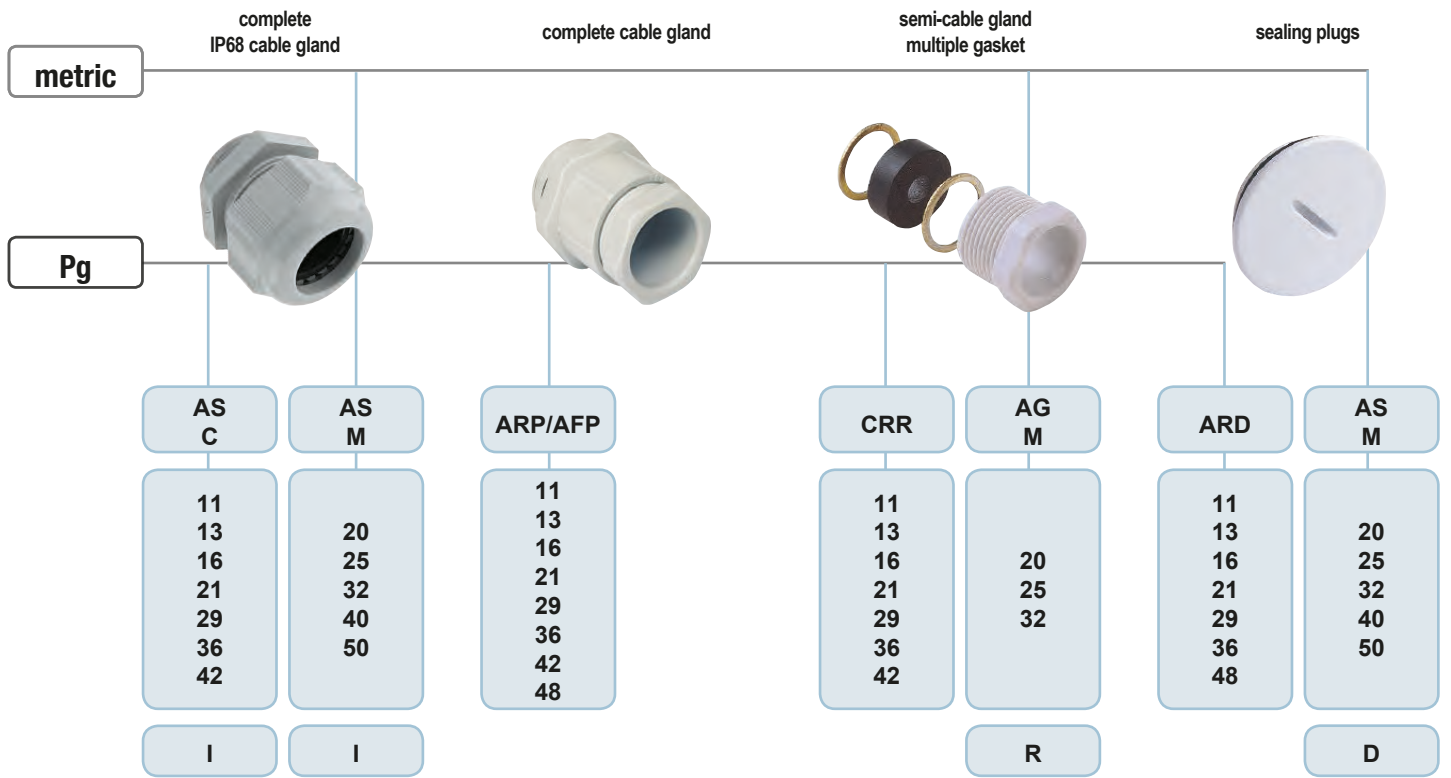 complete
IP68 cable gland
complete cable gland
semi-cable gland
multiple gasket
sealing plugs
metric
Pg
AS
C
AS
M
ARP/AFP
CRR
AG
M
ARD
AS
M
11
13
16
21
29
36
42
20
25
32
40
50
11
13
16
21
29
36
42
48
11
13
16
21
29
36
42
20
25
32
11
13
16
21
29
36
48
20
25
32
40
50
I
I
R
D